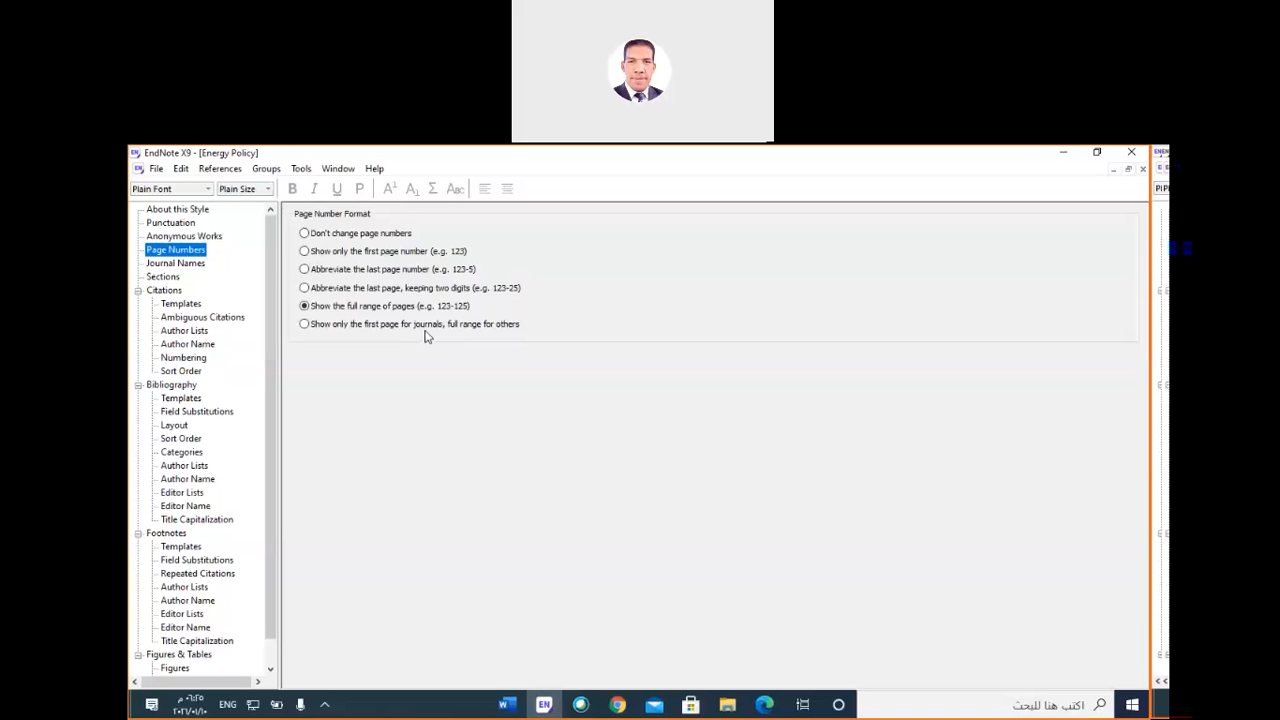 EndNote X9 - [Energy Policy]
File Edit References Groups Tools Window Help
Plain Font Plain Size B I U P A¹ A₁ Σ Abc
About this Style
Punctuation
Anonymous Works
Page Numbers
Journal Names
Sections
Citations
Templates
Ambiguous Citations
Author Lists
Author Name
Numbering
Sort Order
Bibliography
Templates
Field Substitutions
Layout
Sort Order
Categories
Author Lists
Author Name
Editor Lists
Editor Name
Title Capitalization
Footnotes
Templates
Field Substitutions
Repeated Citations
Author Lists
Author Name
Editor Lists
Editor Name
Title Capitalization
Figures & Tables
Figures
Page Number Format
Don't change page numbers
Show only the first page number (e.g. 123)
Abbreviate the last page number (e.g. 123-5)
Abbreviate the last page, keeping two digits (e.g. 123-25)
Show the full range of pages (e.g. 123-125)
Show only the first page for journals, full range for others
ENG
اكتب هنا للبحث